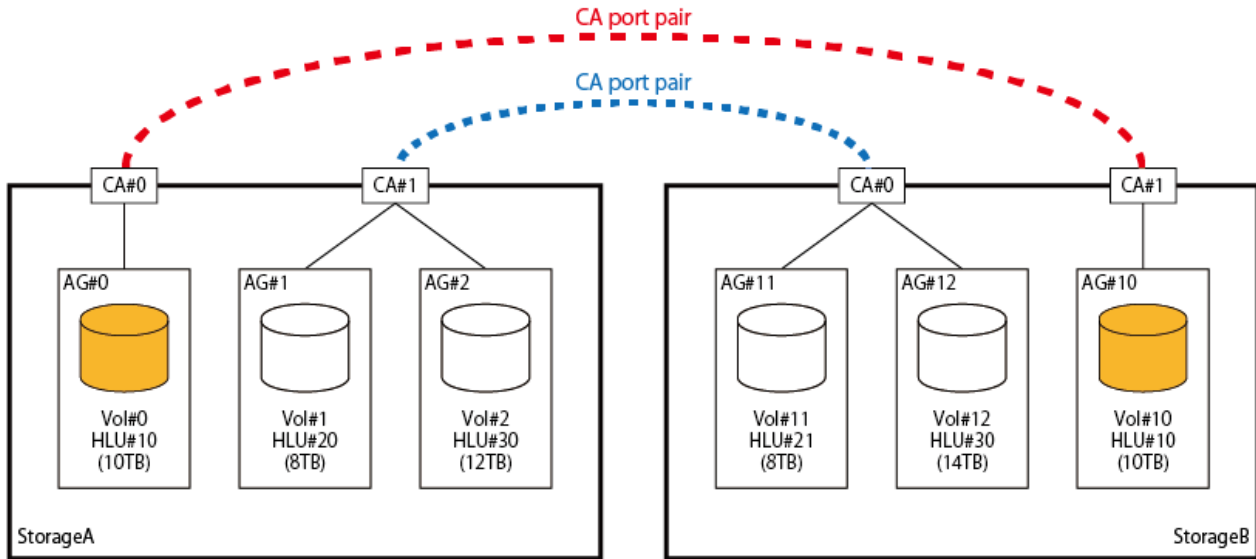 CA port pair
CA port pair
CA#0
CA#1
CA#0
CA#1
AG#0
AG#1
AG#2
AG#11
AG#12
AG#10
Vol#0
HLU#10
(10TB)
Vol#1
HLU#20
(8TB)
Vol#2
HLU#30
(12TB)
Vol#11
HLU#21
(8TB)
Vol#12
HLU#30
(14TB)
Vol#10
HLU#10
(10TB)
StorageA
StorageB